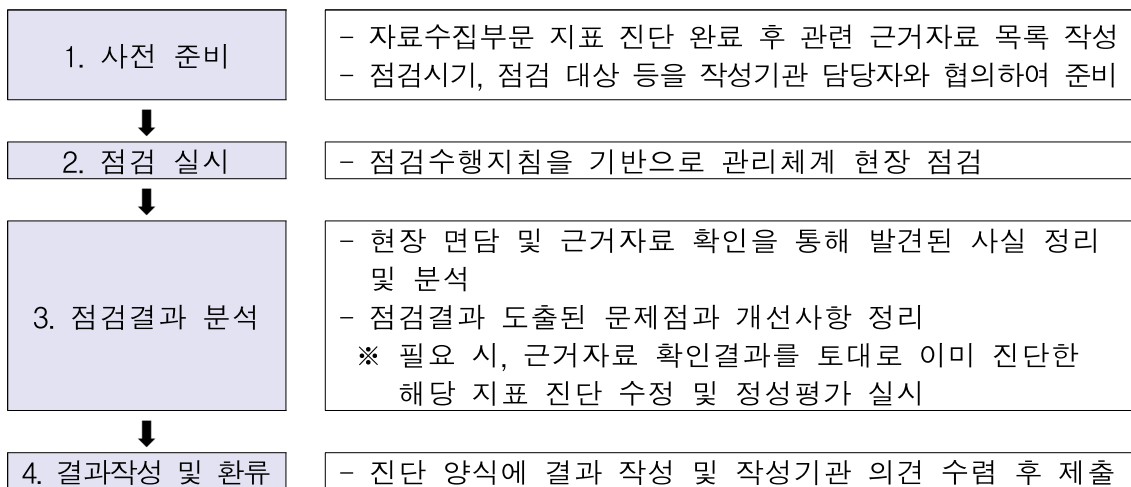 1. 사전 준비
- 자료수집부문 지표 진단 완료 후 관련 근거자료 목록 작성
- 점검시기, 점검 대상 등을 작성기관 담당자와 협의하여 준비
2. 점검 실시
- 점검수행지침을 기반으로 관리체계 현장 점검
3. 점검결과 분석
- 현장 면담 및 근거자료 확인을 통해 발견된 사실 정리
및 분석
- 점검결과 도출된 문제점과 개선사항 정리
※ 필요 시, 근거자료 확인결과를 토대로 이미 진단한
해당 지표 진단 수정 및 정성평가 실시
4. 결과작성 및 환류
- 진단 양식에 결과 작성 및 작성기관 의견 수렴 후 제출